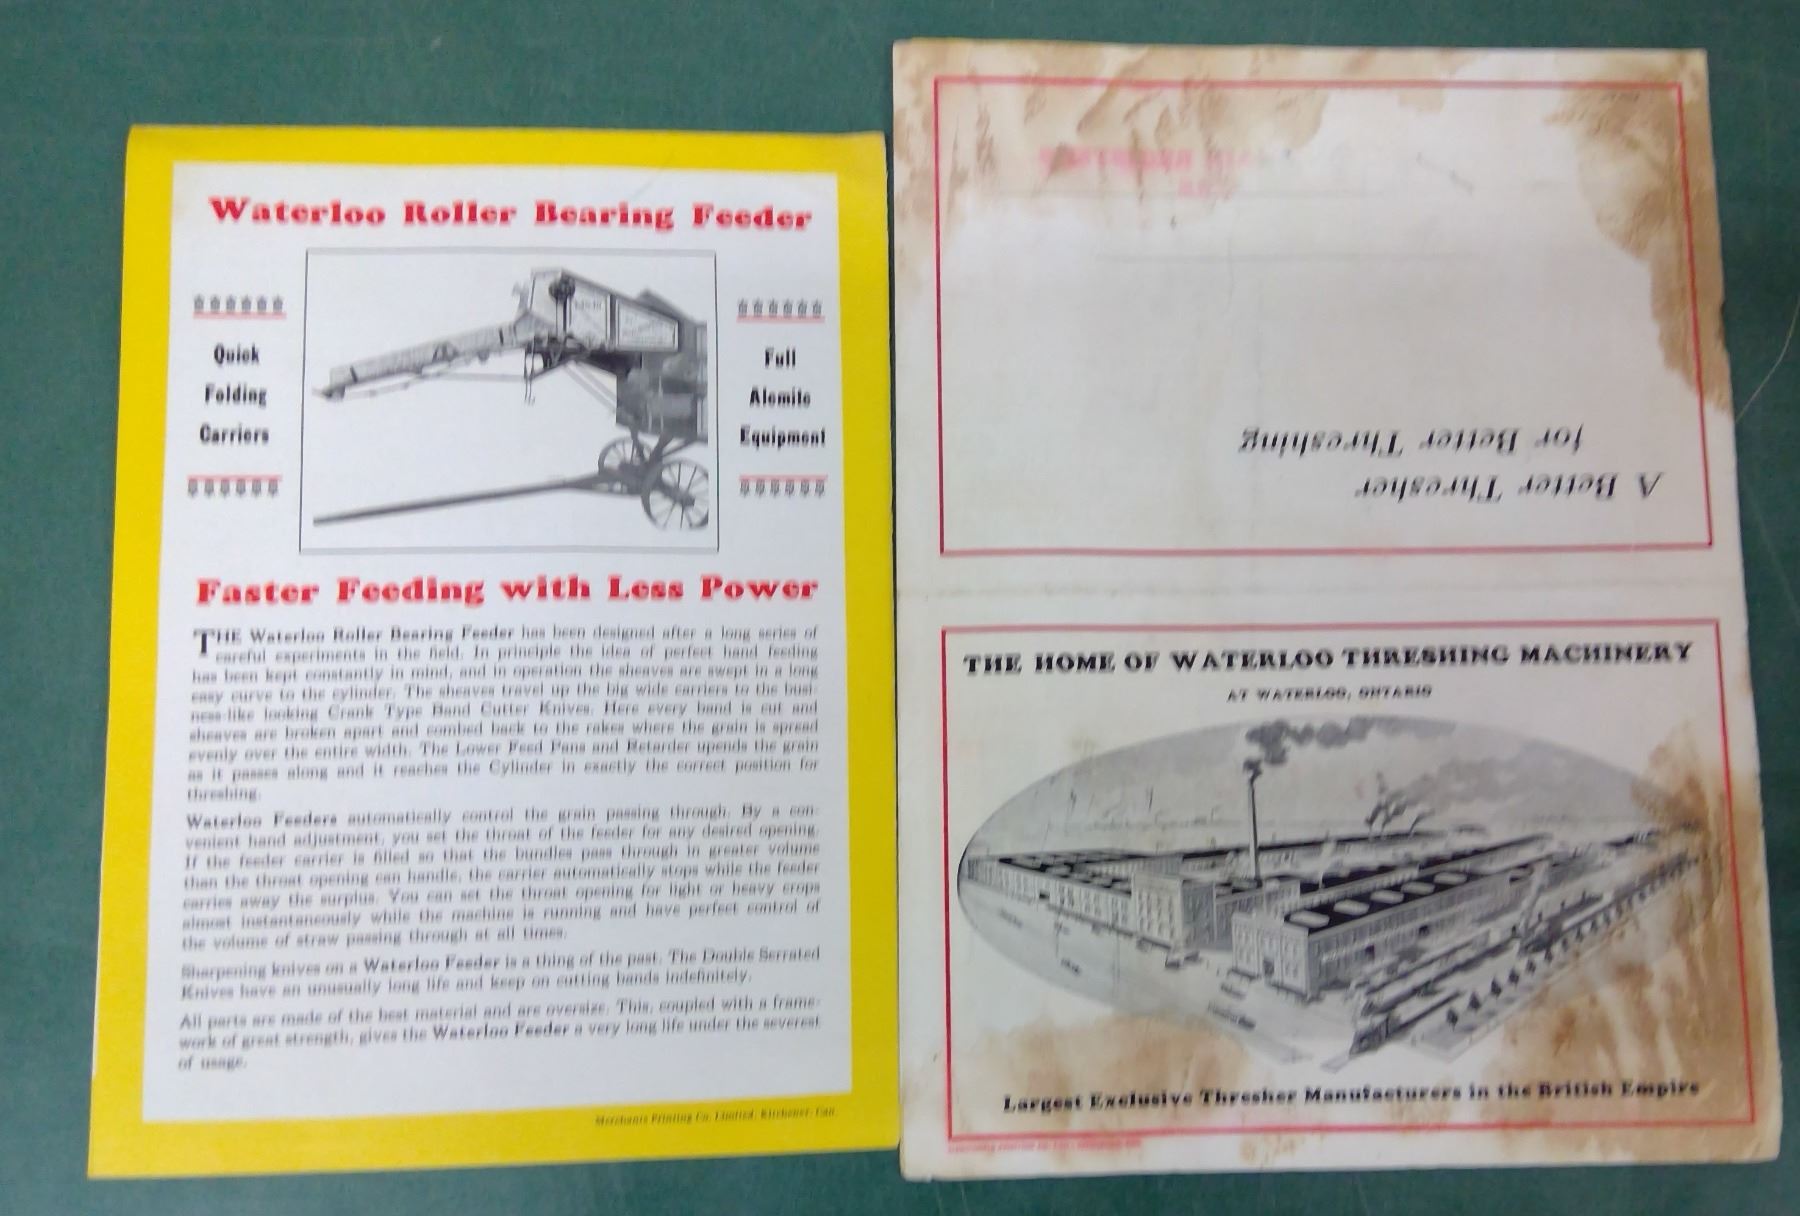 Waterloo Roller Bearing Feeder
Quick
Folding
Carriers
Full
Alemite
Equipment
Faster Feeding with Less Power
THE Waterloo Roller Bearing Feeder has been designed after a long series of
careful experiments in the field. In principle the idea of perfect hand feeding
has been kept constantly in mind, and in operation the sheaves are swept in a long
easy curve to the cylinder. The sheaves travel up the big wide carriers to the busi-
ness-like looking Crank Type Band Cutter Knives. Here every band is cut and
sheaves are broken apart and combed back to the rakes where the grain is spread
evenly over the entire width. The Lower Feed Pans and Retarder upends the grain
as it passes along and it reaches the Cylinder in exactly the correct position for
threshing.
Waterloo Feeders automatically control the grain passing through. By a con-
venient hand adjustment, you set the throat of the feeder for any desired opening.
If the feeder carrier is filled so that the bundles pass through in greater volume
than the throat opening can handle, the carrier automatically stops while the feeder
carries away the surplus. You can set the throat opening for light or heavy crops
almost instantaneously while the machine is running and have perfect control of
the volume of straw passing through at all times.
Sharpening knives on a Waterloo Feeder is a thing of the past. The Double Serrated
Knives have an unusually long life and keep on cutting bands indefinitely.
All parts are made of the best material and are oversize. This, coupled with a frame-
work of great strength, gives the Waterloo Feeder a very long life under the severest
of usage.
Merchants Printing Co. Limited, Kitchener, Can.
A Better Thresher
for Better Threshing
THE HOME OF WATERLOO THRESHING MACHINERY
AT WATERLOO, ONTARIO
Largest Exclusive Thresher Manufacturers in the British Empire